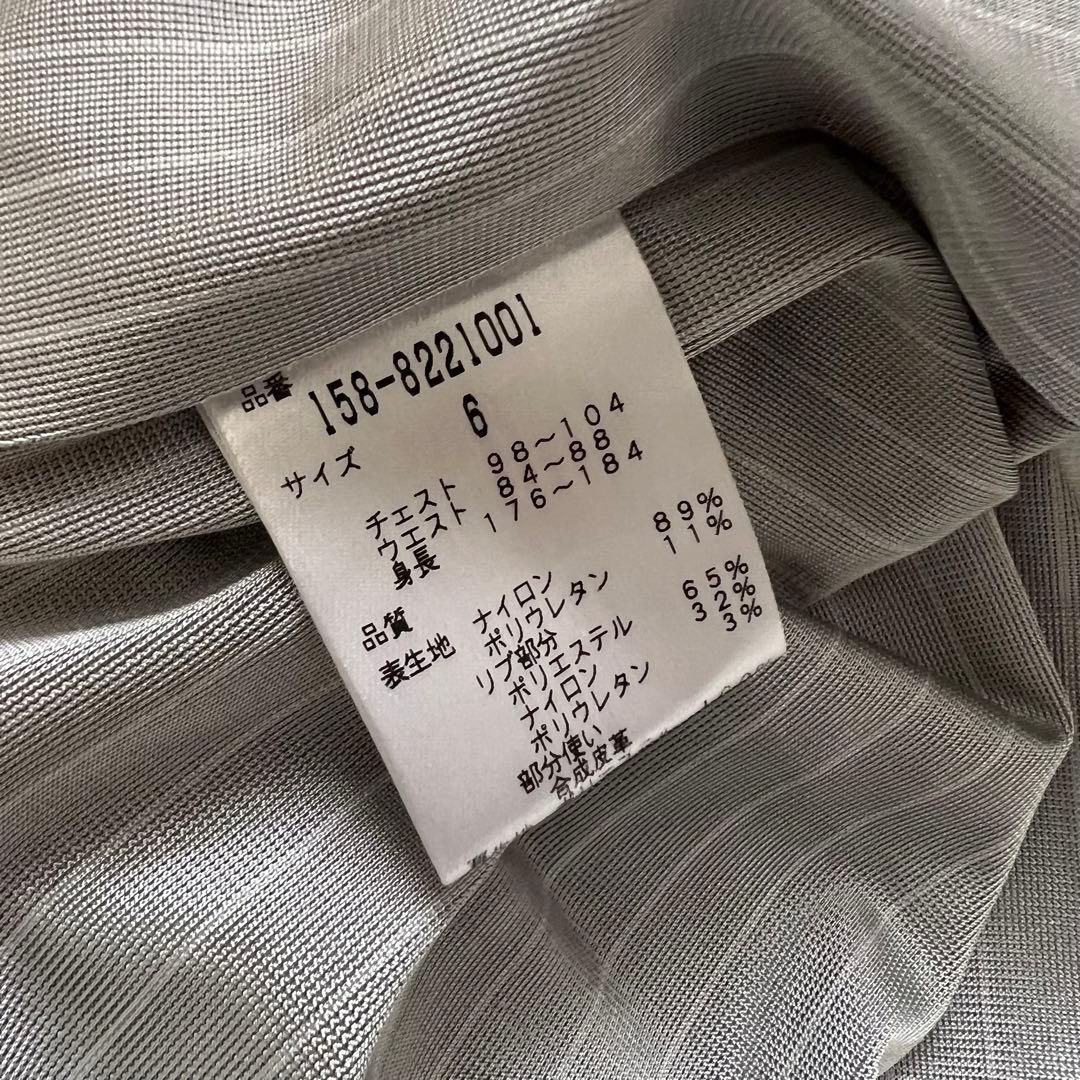 品番 158-8221001
サイズ 6
チェスト 98～104
ウエスト 84～88
身長 176～184
品質
表生地 ナイロン 89%
ポリウレタン 11%
リブ部分
ポリエステル 65%
ナイロン 32%
ポリウレタン 3%
部分使い
合成皮革